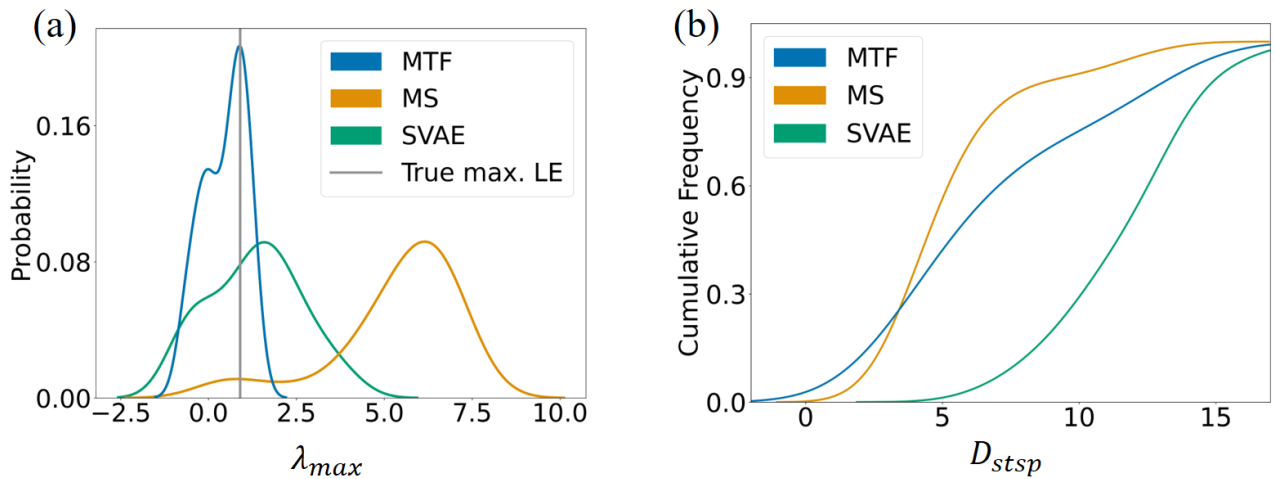 (a)
MTF
MS
SVAE
True max. LE
Probability
0.16
0.08
0.00
−2.5 0.0 2.5 5.0 7.5 10.0
λmax
(b)
MTF
MS
SVAE
Cumulative Frequency
0.9
0.6
0.3
0.0
0 5 10 15
Dstsp